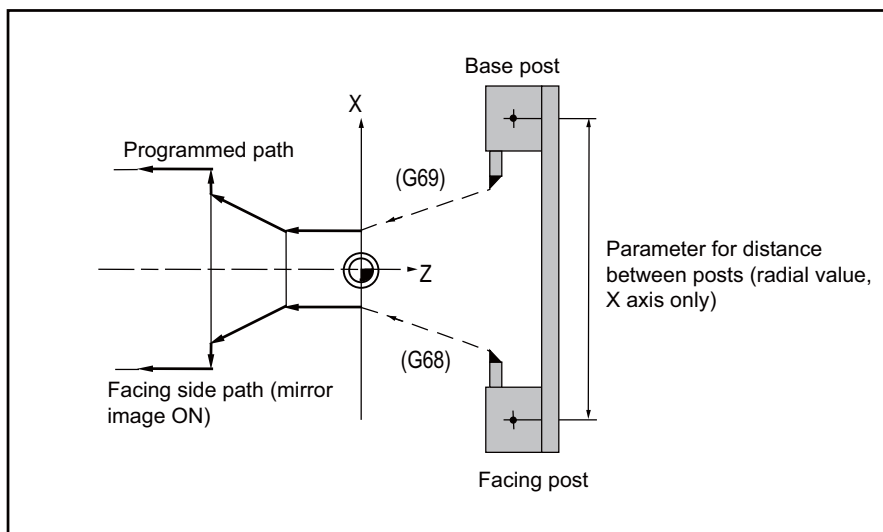 Base post
X
Programmed path
(G69)
Z
Parameter for distance
between posts (radial value,
X axis only)
(G68)
Facing side path (mirror
image ON)
Facing post